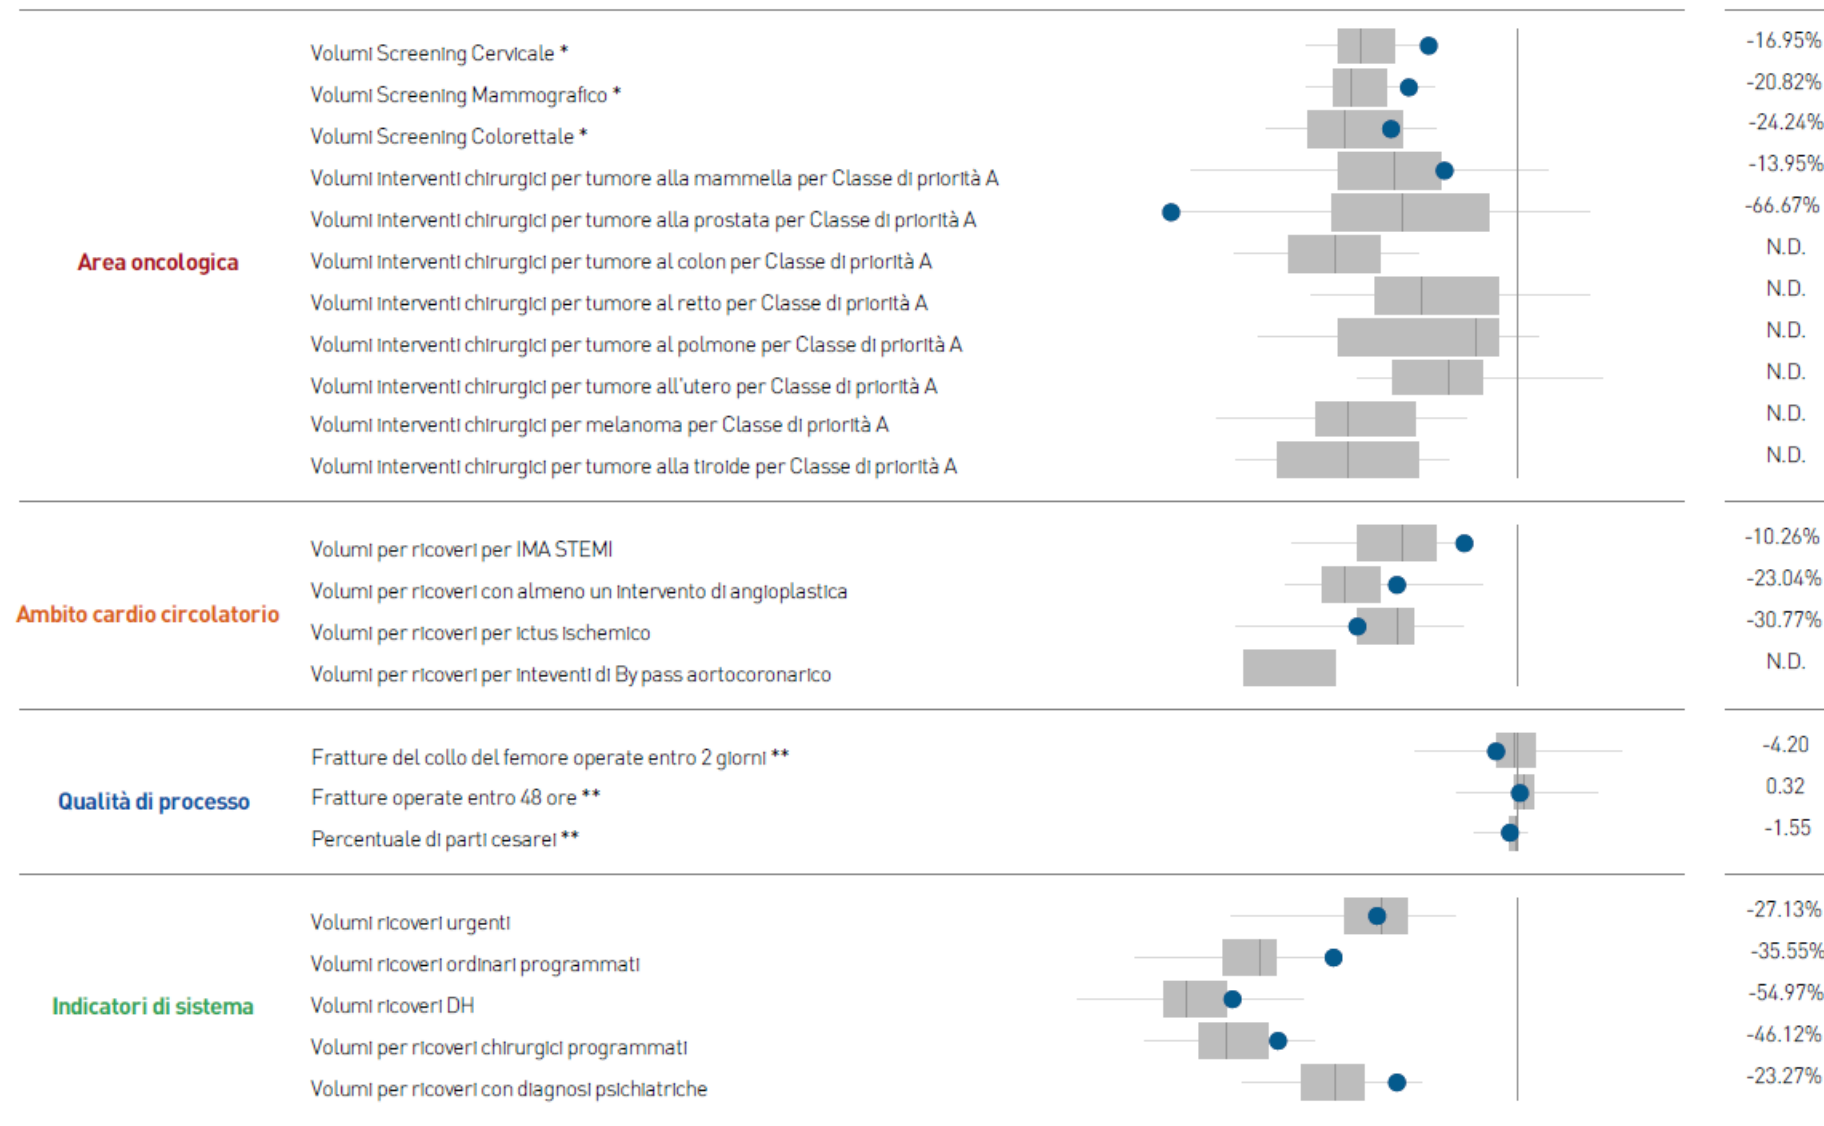 Volumi Screening Cervicale * -16.95%
Volumi Screening Mammografico * -20.82%
Volumi Screening Colorettale * -24.24%
Volumi interventi chirurgici per tumore alla mammella per Classe di priorità A -13.95%
Volumi interventi chirurgici per tumore alla prostata per Classe di priorità A -66.67%
Area oncologica Volumi interventi chirurgici per tumore al colon per Classe di priorità A N.D.
Volumi interventi chirurgici per tumore al retto per Classe di priorità A N.D.
Volumi interventi chirurgici per tumore al polmone per Classe di priorità A N.D.
Volumi interventi chirurgici per tumore all'utero per Classe di priorità A N.D.
Volumi interventi chirurgici per melanoma per Classe di priorità A N.D.
Volumi interventi chirurgici per tumore alla tiroide per Classe di priorità A N.D.
Volumi per ricoveri per IMA STEMI -10.26%
Volumi per ricoveri con almeno un intervento di angioplastica -23.04%
Ambito cardio circolatorio
Volumi per ricoveri per ictus ischemico -30.77%
Volumi per ricoveri per inteventi di By pass aortocoronarico N.D.
Fratture del collo del femore operate entro 2 giorni ** -4.20
Qualità di processo Fratture operate entro 48 ore ** 0.32
Percentuale di parti cesarei ** -1.55
Volumi ricoveri urgenti -27.13%
Volumi ricoveri ordinari programmati -35.55%
Indicatori di sistema Volumi ricoveri DH -54.97%
Volumi per ricoveri chirurgici programmati -46.12%
Volumi per ricoveri con diagnosi psichiatriche -23.27%